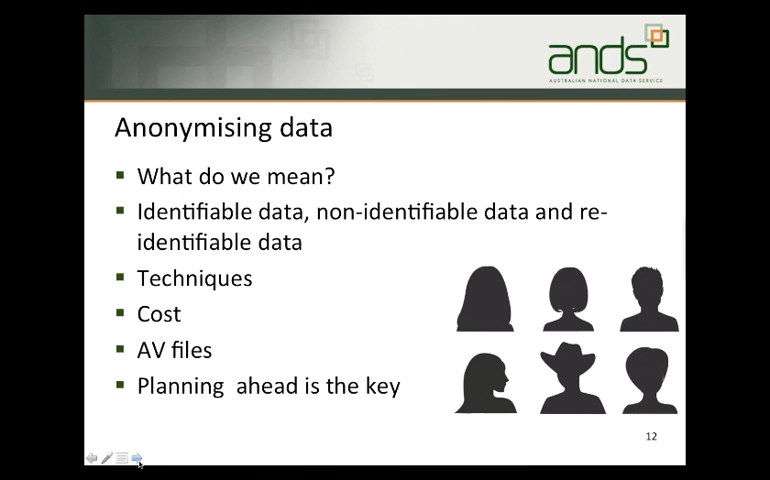 ands
AUSTRALIAN NATIONAL DATA SERVICE
Anonymising data
What do we mean?
Identifiable data, non-identifiable data and re-
identifiable data
Techniques
Cost
AV files
Planning  ahead is the key
12